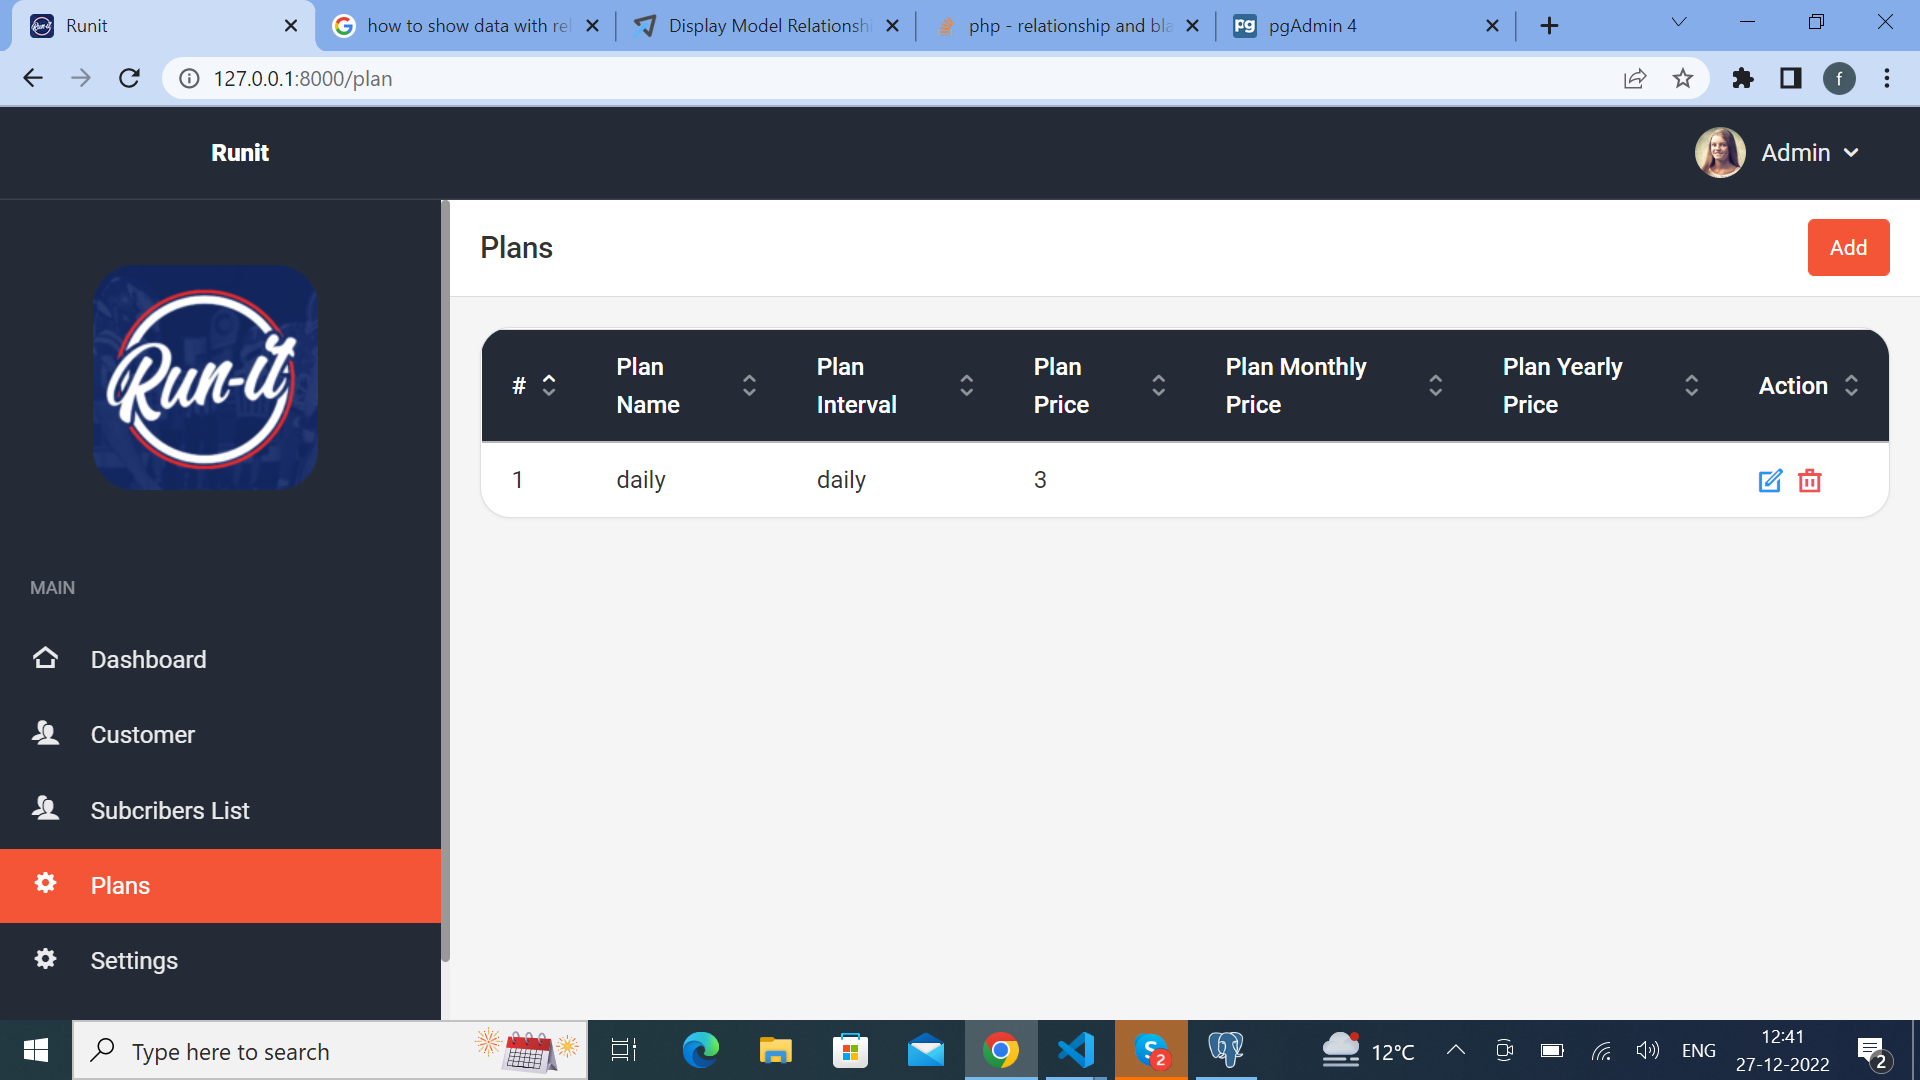 Runit
how to show data with rel
Display Model Relationshi
php - relationship and bla
pgAdmin 4
127.0.0.1:8000/plan
f
Runit
Admin
Plans
Add
Run-it
# Plan Name Plan Interval Plan Price Plan Monthly Price Plan Yearly Price Action
1 daily daily 3
MAIN
Dashboard
Customer
Subcribers List
Plans
Settings
Type here to search
2
12°C
ENG
12:41
27-12-2022
2